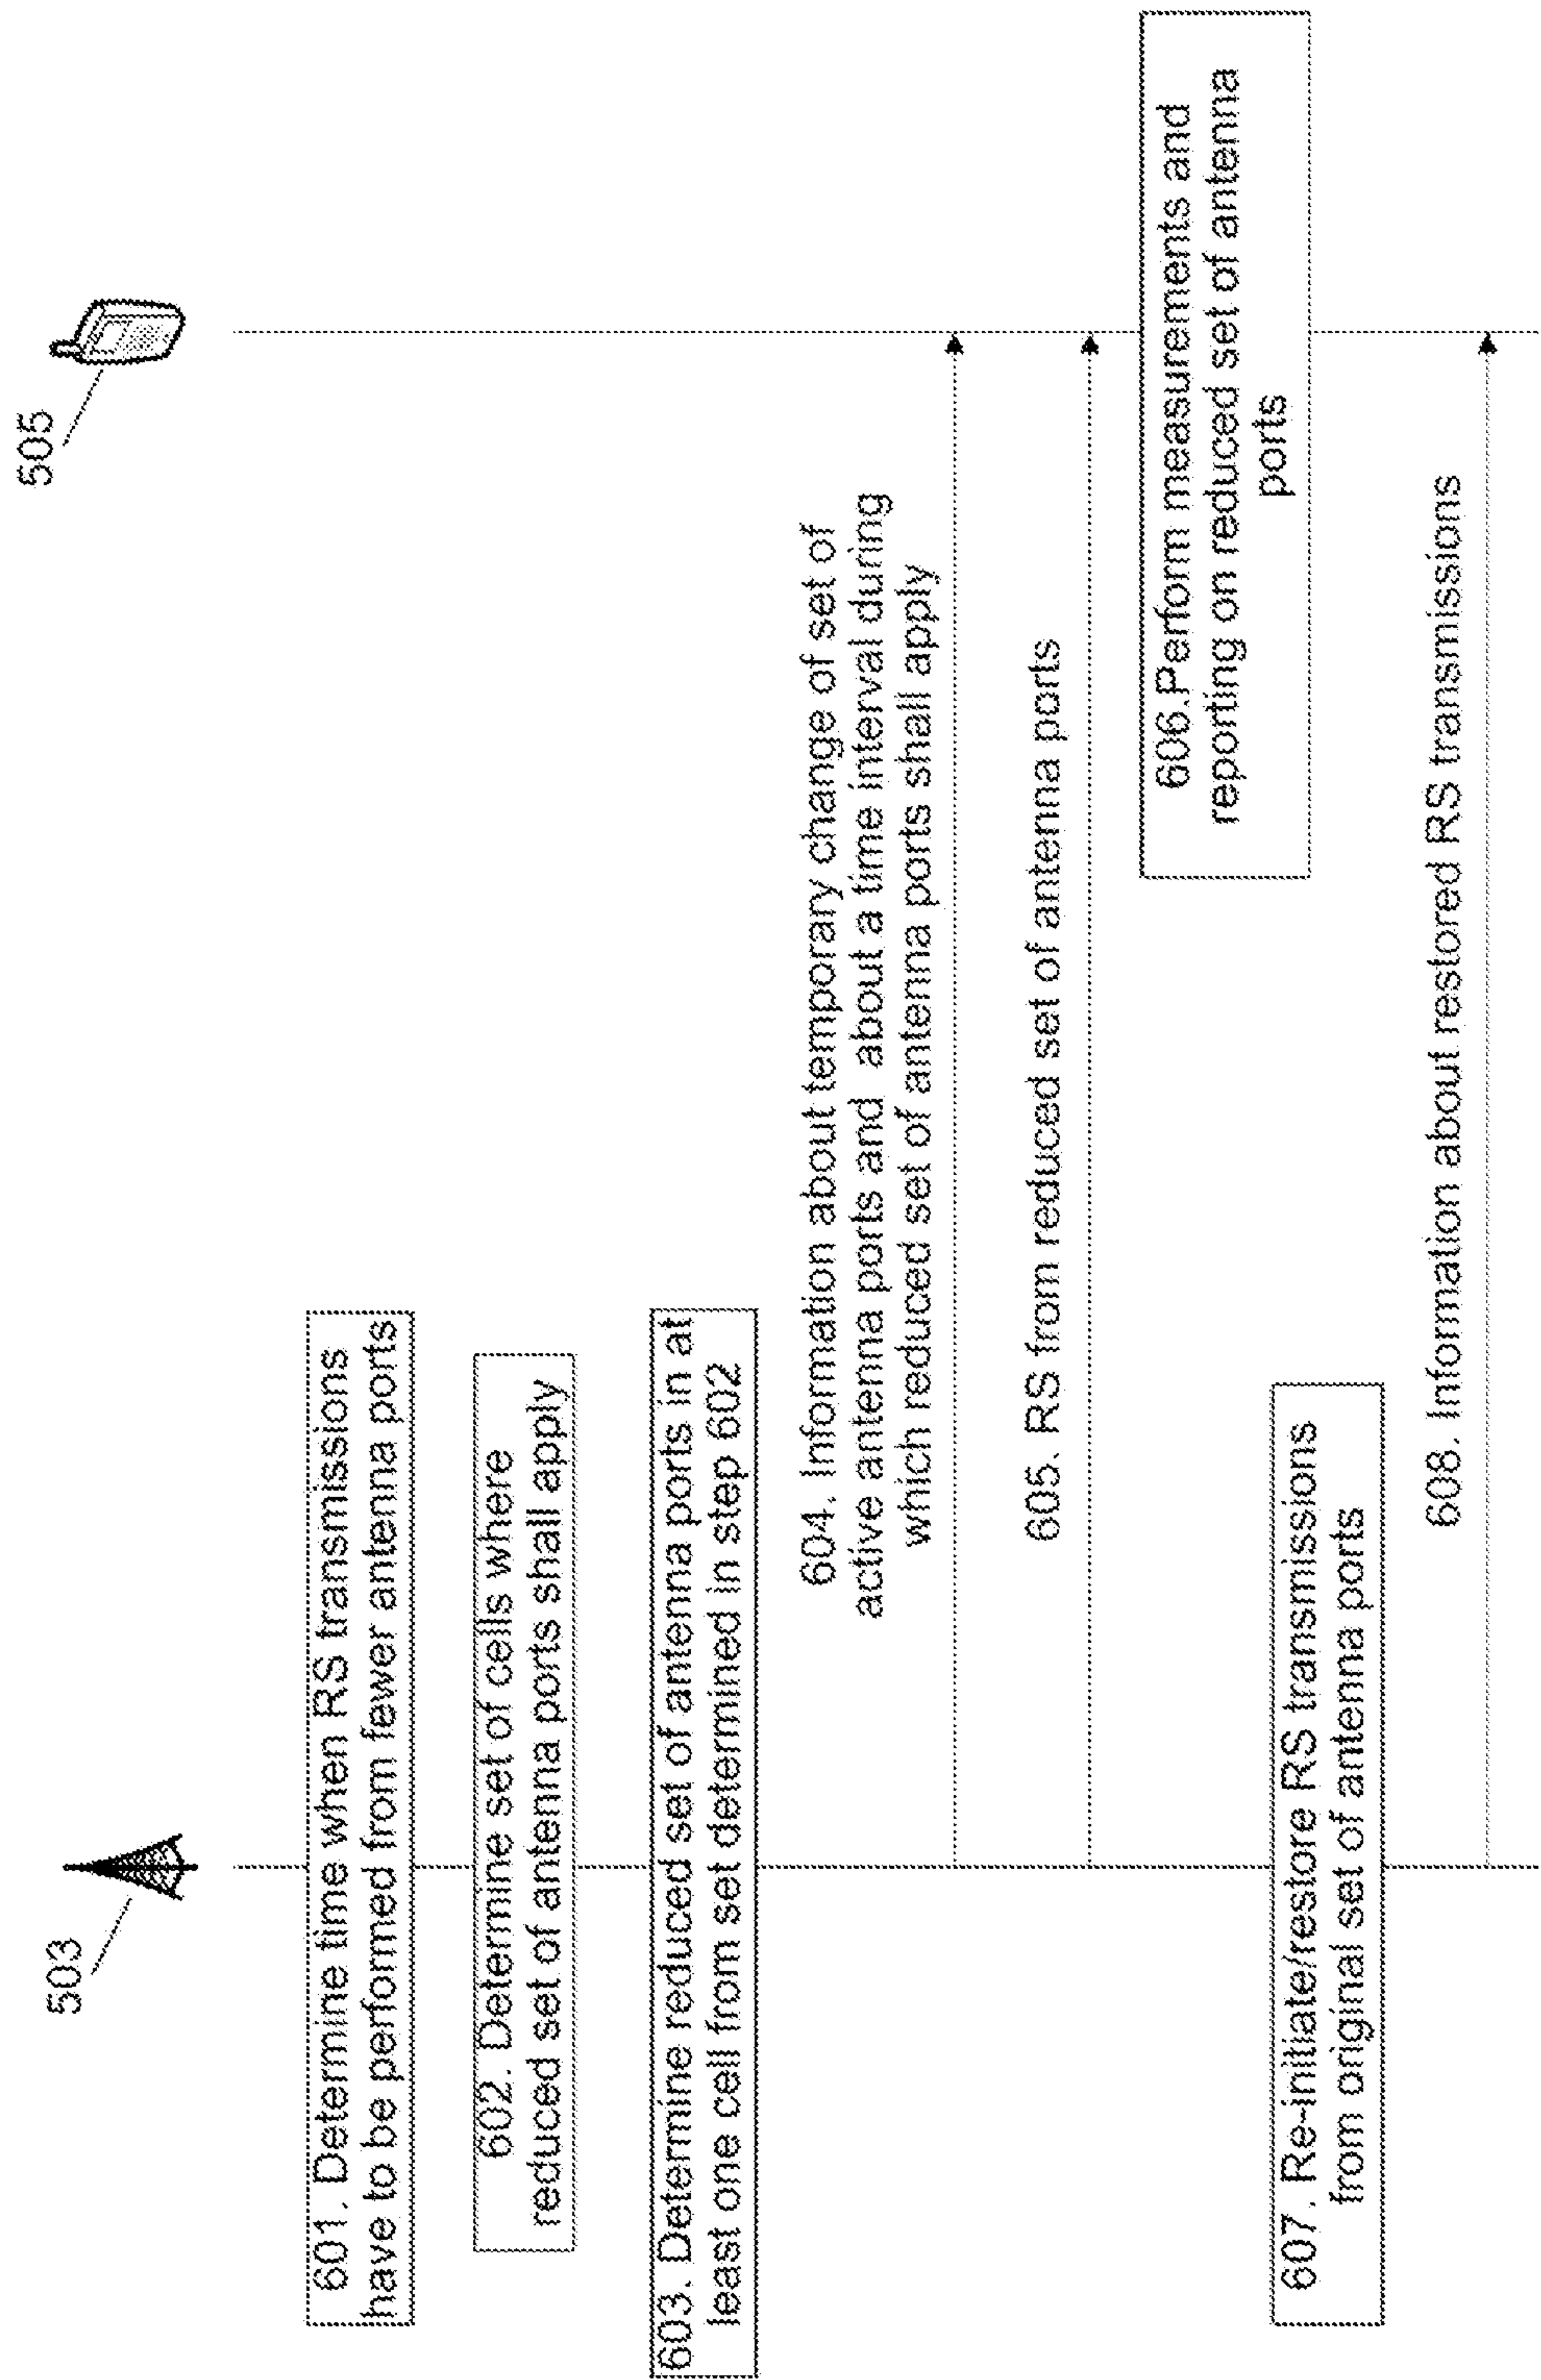 503
505
601. Determine time when RS transmissions
have to be performed from fewer antenna ports
602. Determine set of cells where
reduced set of antenna ports shall apply
603. Determine reduced set of antenna ports in at
least one cell from set determined in step 602
604. Information about temporary change of set of
active antenna ports and about a time interval during
which reduced set of antenna ports shall apply
605. RS from reduced set of antenna ports
606.Perform measurements and
reporting on reduced set of antenna
ports
607. Re-initiate/restore RS transmissions
from original set of antenna ports
608. Information about restored RS transmissions